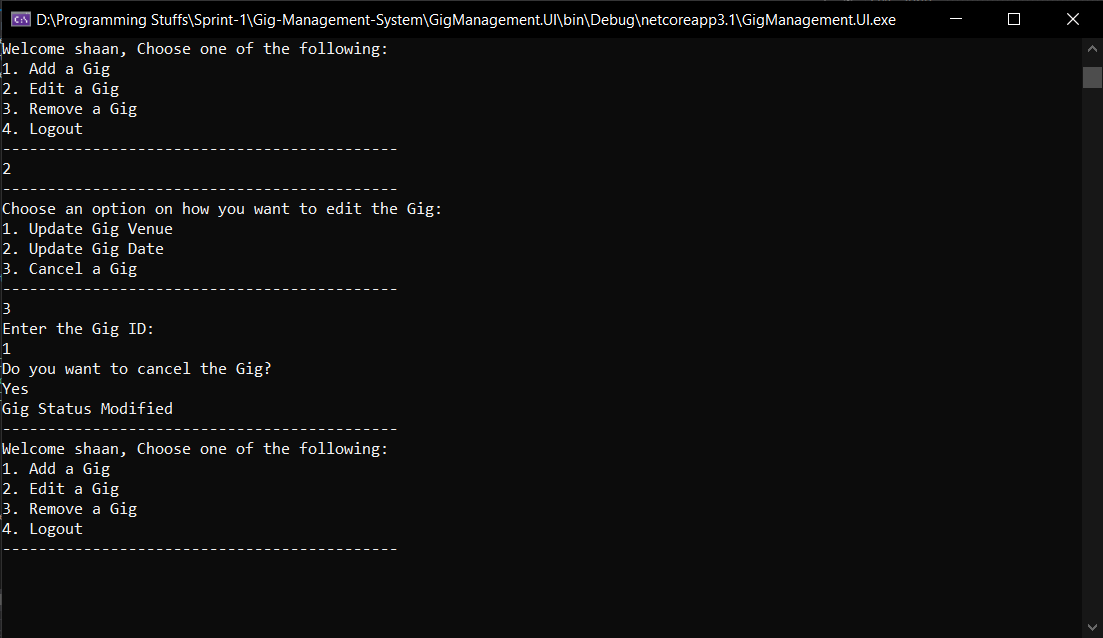 D:\Programming Stuffs\Sprint-1\Gig-Management-System\GigManagement.UI\bin\Debug\netcoreapp3.1\GigManagement.UI.exe
Welcome shaan, Choose one of the following:
1. Add a Gig
2. Edit a Gig
3. Remove a Gig
4. Logout
--------------------------------------------
2
--------------------------------------------
Choose an option on how you want to edit the Gig:
1. Update Gig Venue
2. Update Gig Date
3. Cancel a Gig
--------------------------------------------
3
Enter the Gig ID:
1
Do you want to cancel the Gig?
Yes
Gig Status Modified
--------------------------------------------
Welcome shaan, Choose one of the following:
1. Add a Gig
2. Edit a Gig
3. Remove a Gig
4. Logout
--------------------------------------------